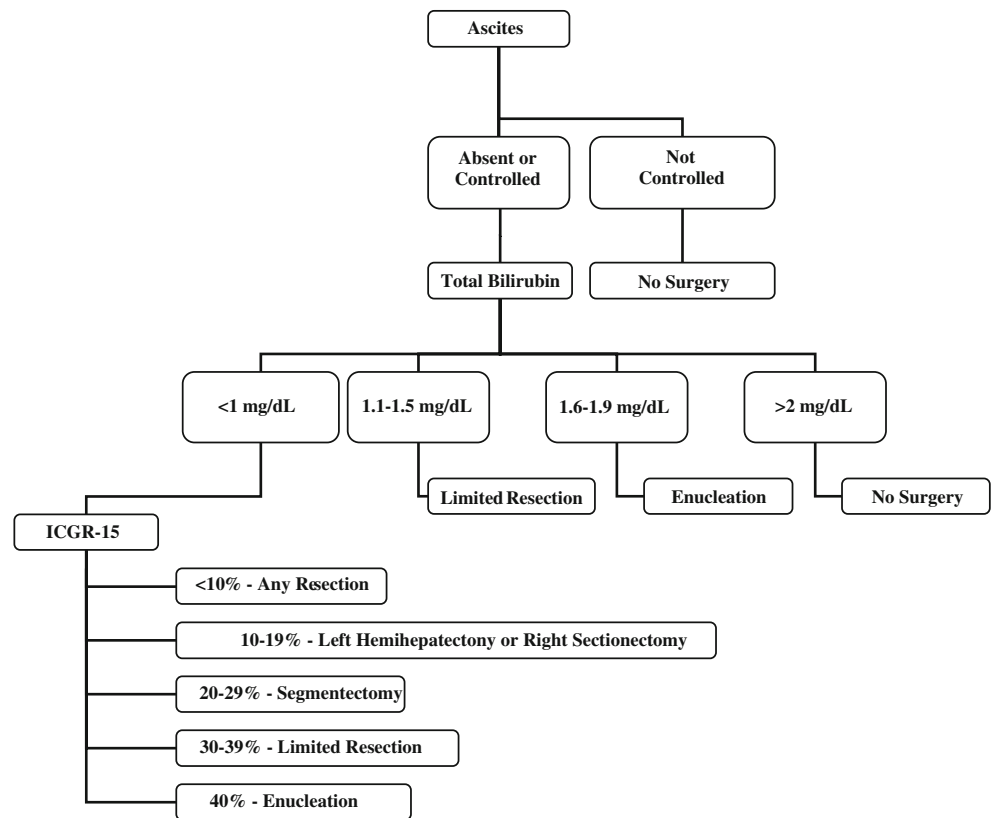 Ascites
Absent or
Controlled
Not
Controlled
Total Bilirubin
No Surgery
<1 mg/dL
1.1-1.5 mg/dL
1.6-1.9 mg/dL
>2 mg/dL
Limited Resection
Enucleation
No Surgery
ICGR-15
<10% - Any Resection
10-19% - Left Hemihepatectony or Right Sectionectomy
20-29% - Segmentectomy
30-39% - Limited Resection
40% - Enucleation